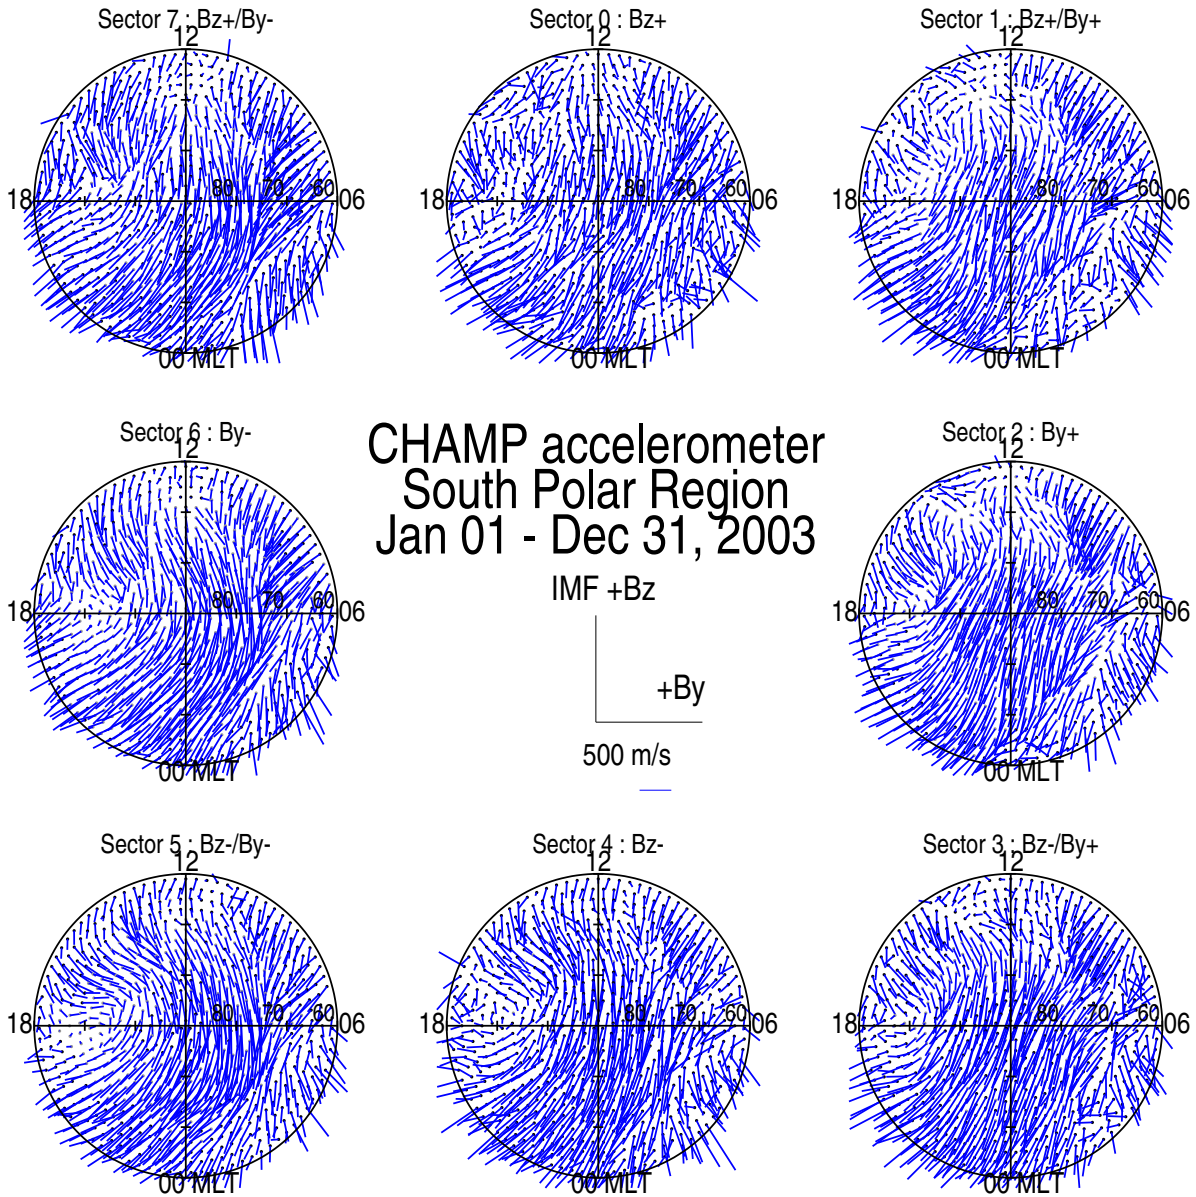 Sector 7 : Bz+/By-
12
18
80 70 60
06
00 MLT
Sector 0 : Bz+
12
18
80 70 60
06
00 MLT
Sector 1 : Bz+/By+
12
18
80 70 60
06
00 MLT
Sector 6 : By-
12
18
80 70 60
06
00 MLT
CHAMP accelerometer
South Polar Region
Jan 01 - Dec 31, 2003
IMF +Bz
+By
500 m/s
Sector 2 : By+
12
18
80 70 60
06
00 MLT
Sector 5 : Bz-/By-
12
18
80 70 60
06
00 MLT
Sector 4 : Bz-
12
18
80 70 60
06
00 MLT
Sector 3 : Bz-/By+
12
18
80 70 60
06
00 MLT